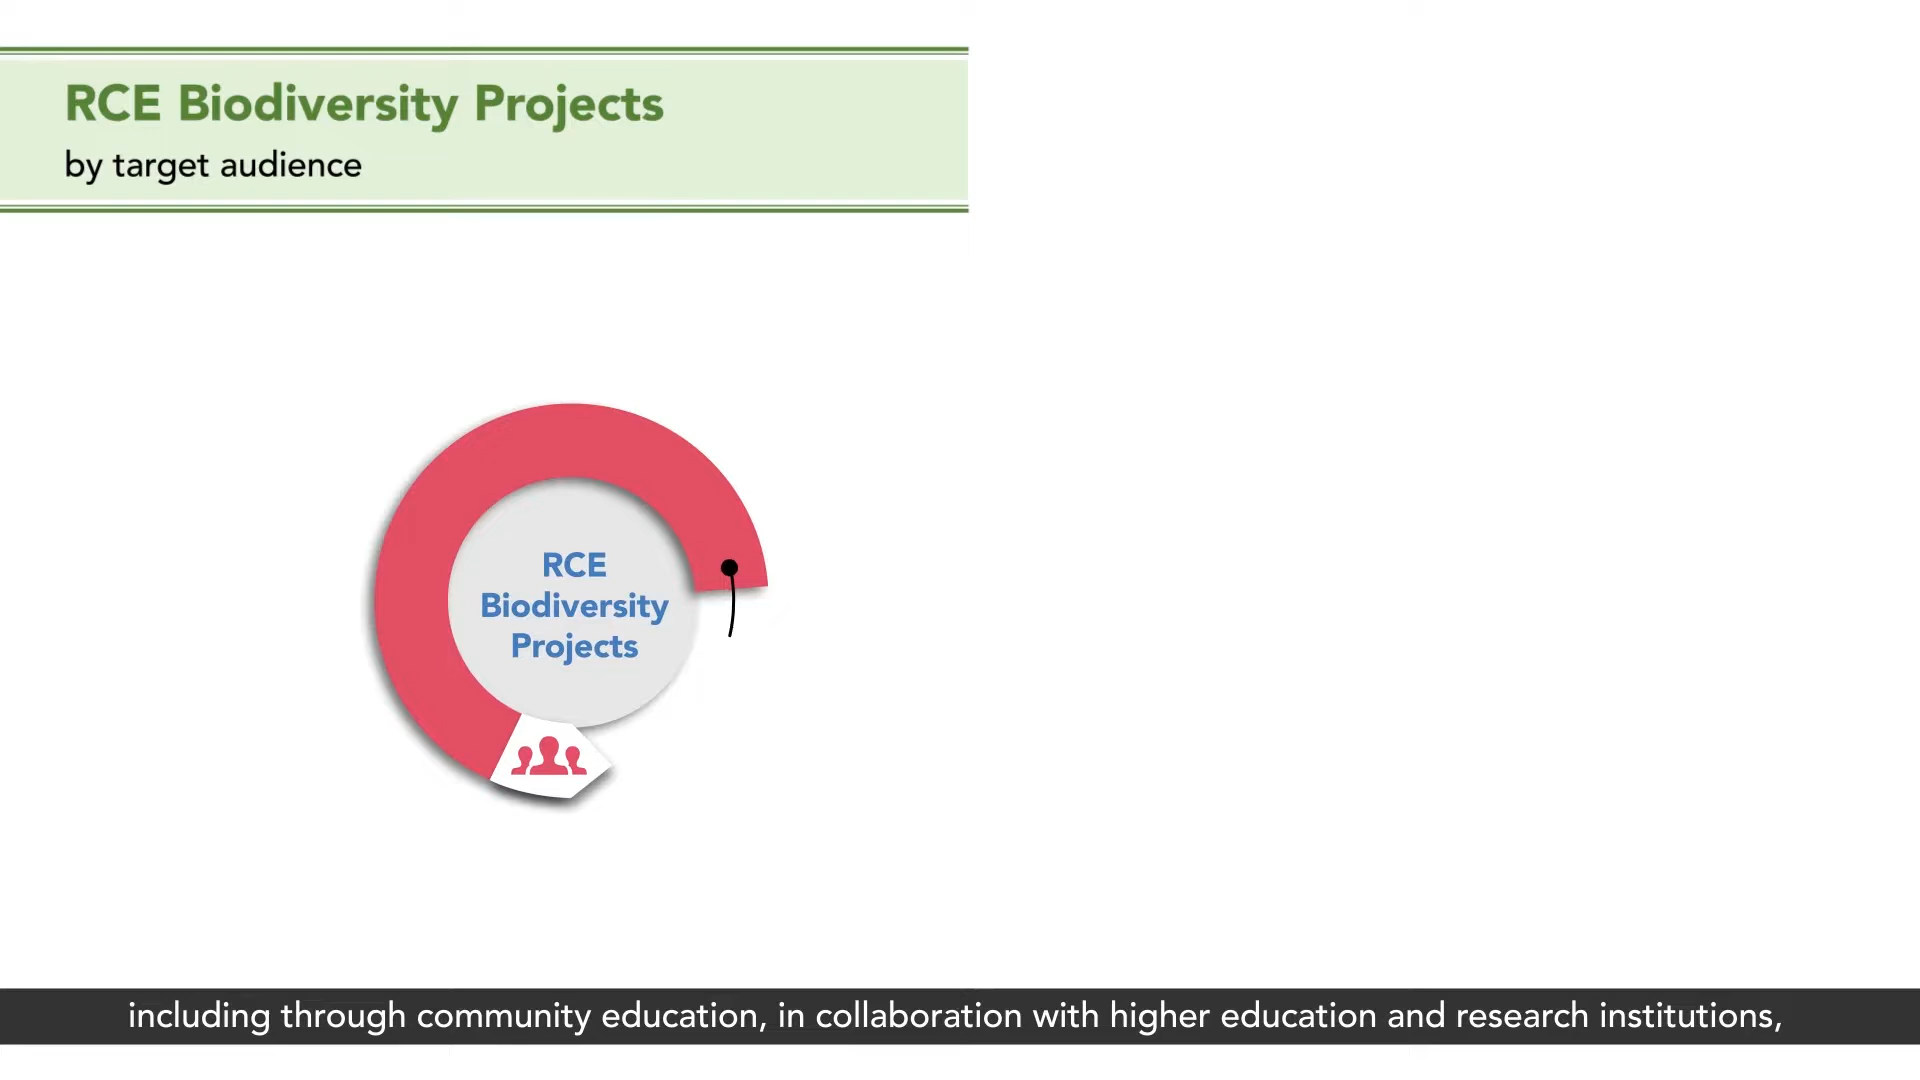 RCE Biodiversity Projects
by target audience
RCE
Biodiversity
Projects
including through community education, in collaboration with higher education and research institutions,